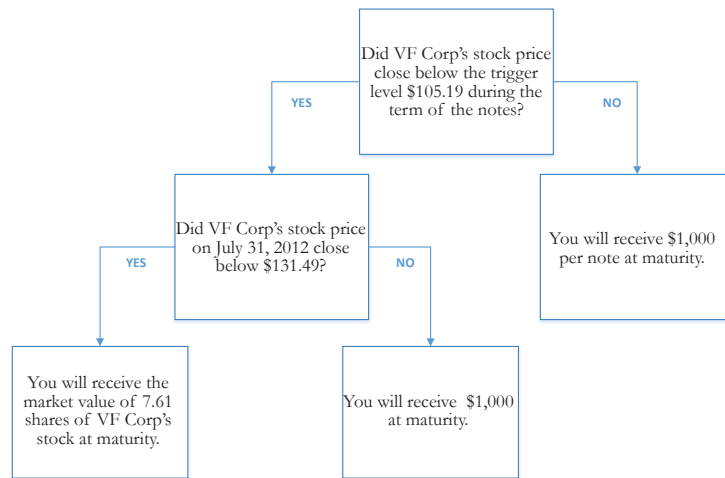 Did VF Corp's stock price
close below the trigger
level $105.19 during the
term of the notes?
YES
NO
Did VF Corp's stock price
on July 31, 2012 close
below $131.49?
You will receive $1,000
per note at maturity.
YES
NO
You will receive the
market value of 7.61
shares of VF Corp's
stock at maturity.
You will receive $1,000
at maturity.